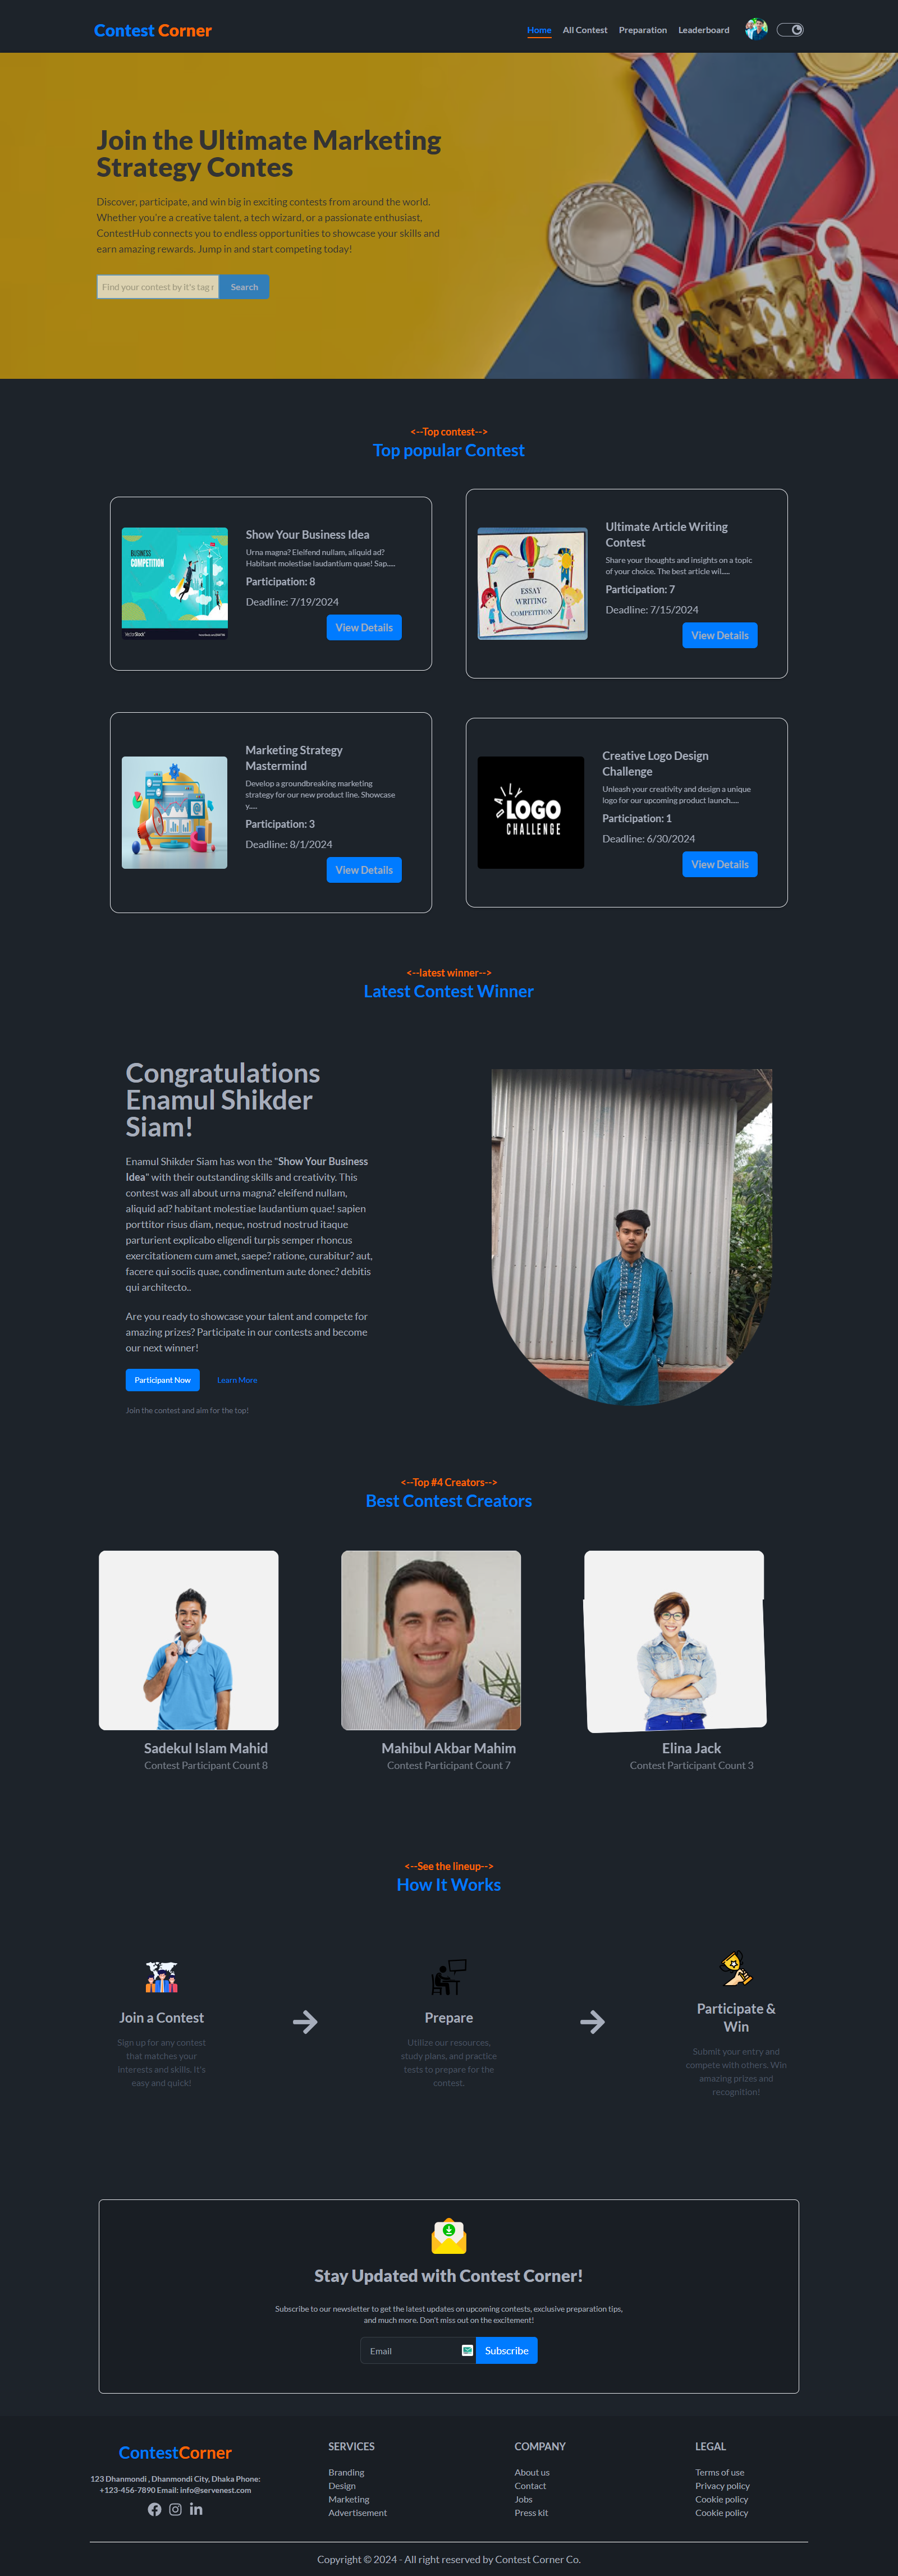 Contest Corner
Home All Contest Preparation Leaderboard
Join the Ultimate Marketing
Strategy Contes
Discover, participate, and win big in exciting contests from around the world.
Whether you're a creative talent, a tech wizard, or a passionate enthusiast,
ContestHub connects you to endless opportunities to showcase your skills and
earn amazing rewards. Jump in and start competing today!
Find your contest by it's tag
Search
<--Top contest-->
Top popular Contest
BUSINESS
COMPETITION
VectorStock
Show Your Business Idea
Urna magna? Eleifend nullam, aliquid ad?
Habitant molestiae laudantium quae! Sap.....
Participation: 8
Deadline: 7/19/2024
View Details
ESSAY
WRITING
COMPETITION
Ultimate Article Writing
Contest
Share your thoughts and insights on a topic
of your choice. The best article wil.....
Participation: 7
Deadline: 7/15/2024
View Details
Marketing Strategy
Mastermind
Develop a groundbreaking marketing
strategy for our new product line. Showcase
y.....
Participation: 3
Deadline: 8/1/2024
View Details
LOGO
CHALLENGE
Creative Logo Design
Challenge
Unleash your creativity and design a unique
logo for our upcoming product launch.....
Participation: 1
Deadline: 6/30/2024
View Details
<--latest winner-->
Latest Contest Winner
Congratulations
Enamul Shikder
Siam!
Enamul Shikder Siam has won the "Show Your Business
Idea" with their outstanding skills and creativity. This
contest was all about urna magna? eleifend nullam,
aliquid ad? habitant molestiae laudantium quae! sapien
porttitor risus diam, neque, nostrud nostrud itaque
parturient explicabo eligendi turpis semper rhoncus
exercitationem cum amet, saepe? ratione, curabitur? aut,
facere qui sociis quae, condimentum aute donec? debitis
qui architecto..
Are you ready to showcase your talent and compete for
amazing prizes? Participate in our contests and become
our next winner!
Participant Now
Learn More
Join the contest and aim for the top!
<--Top #4 Creators-->
Best Contest Creators
Sadekul Islam Mahid
Contest Participant Count 8
Mahibul Akbar Mahim
Contest Participant Count 7
Elina Jack
Contest Participant Count 3
<--See the lineup-->
How It Works
Join a Contest
Sign up for any contest
that matches your
interests and skills. It's
easy and quick!
Prepare
Utilize our resources,
study plans, and practice
tests to prepare for the
contest.
Participate &
Win
Submit your entry and
compete with others. Win
amazing prizes and
recognition!
Stay Updated with Contest Corner!
Subscribe to our newsletter to get the latest updates on upcoming contests, exclusive preparation tips,
and much more. Don't miss out on the excitement!
Email
Subscribe
ContestCorner
123 Dhanmondi , Dhanmondi City, Dhaka Phone:
+123-456-7890 Email: info@servenest.com
SERVICES
Branding
Design
Marketing
Advertisement
COMPANY
About us
Contact
Jobs
Press kit
LEGAL
Terms of use
Privacy policy
Cookie policy
Cookie policy
Copyright © 2024 - All right reserved by Contest Corner Co.